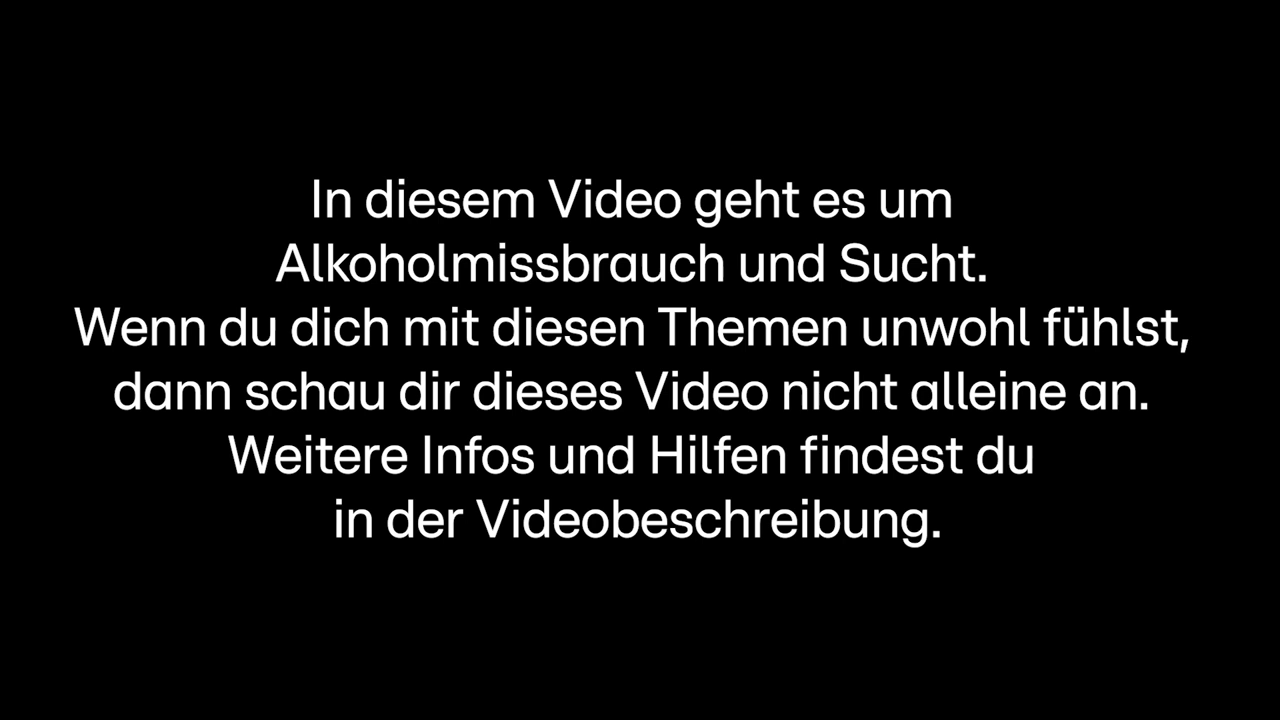 In diesem Video geht es um
Alkoholmissbrauch und Sucht.
Wenn du dich mit diesen Themen unwohl fühlst,
dann schau dir dieses Video nicht alleine an.
Weitere Infos und Hilfen findest du
in der Videobeschreibung.